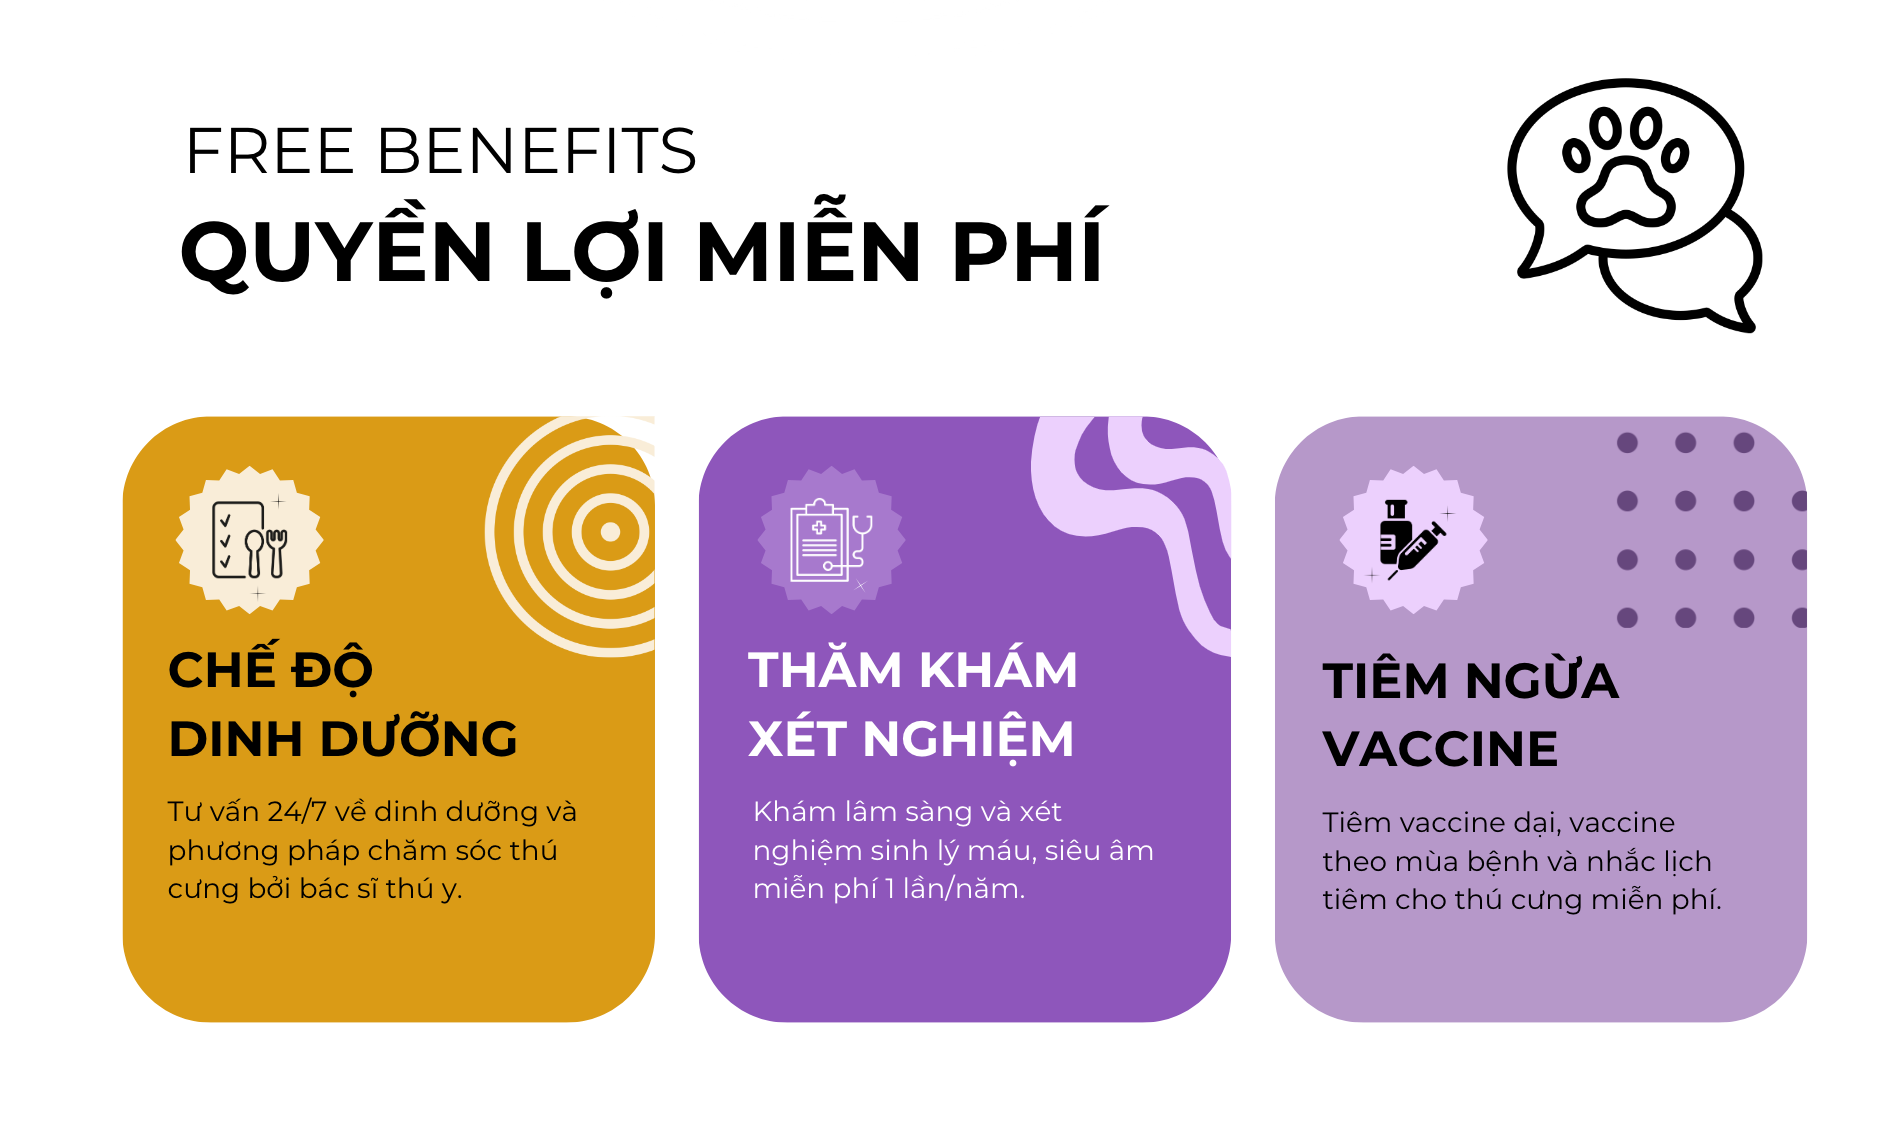 FREE BENEFITS
QUYỀN LỢI MIỄN PHÍ
CHẾ ĐỘ
DINH DƯỠNG
Tư vấn 24/7 về dinh dưỡng và
phương pháp chăm sóc thú
cưng bởi bác sĩ thú y.
THĂM KHÁM
XÉT NGHIỆM
Khám lâm sàng và xét
nghiệm sinh lý máu, siêu âm
miễn phí 1 lần/năm.
TIÊM NGỪA
VACCINE
Tiêm vaccine dại, vaccine
theo mùa bệnh và nhắc lịch
tiêm cho thú cưng miễn phí.